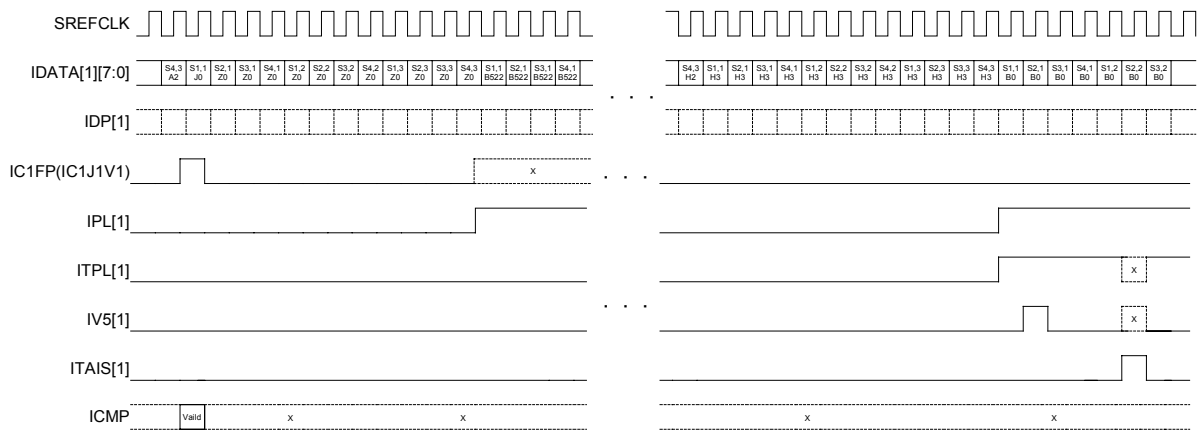 SREFCLK
IDATA[1][7:0] S4,3 S1,1 S2,1 S3,1 S4,1 S1,2 S2,2 S3,2 S4,2 S1,3 S2,3 S3,3 S4,3 S1,1 S2,1 S3,1 S4,1 S4,3 S1,1 S2,1 S3,1 S4,1 S1,2 S2,2 S3,2 S4,2 S1,3 S2,3 S3,3 S4,3 S1,1 S2,1 S3,1 S4,1 S1,2 S2,2 S3,2
A2 J0 Z0 Z0 Z0 Z0 Z0 Z0 Z0 Z0 Z0 Z0 Z0 B522 B522 B522 B522 H2 H3 H3 H3 H3 H3 H3 H3 H3 H3 H3 H3 H3 B0 B0 B0 B0 B0 B0 B0
. . .
IDP[1]
IC1FP(IC1J1V1) x . . .
IPL[1]
ITPL[1] x
. . .
IV5[1] x
ITAIS[1]
ICMP Vaild x x x x